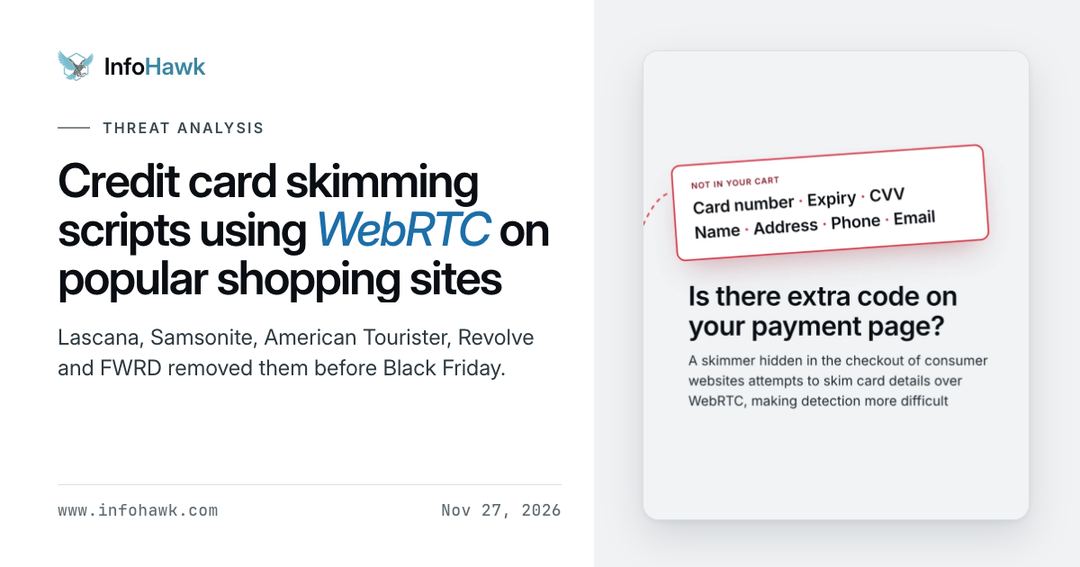 InfoHawk
THREAT ANALYSIS
Credit card skimming
scripts using WebRTC on
popular shopping sites
Lascana, Samsonite, American Tourister, Revolve
and FWRD removed them before Black Friday.
www.infohawk.com
Nov 27, 2026
NOT IN YOUR CART
Card number · Expiry · CVV
Name · Address · Phone · Email
Is there extra code on
your payment page?
A skimmer hidden in the checkout of consumer
websites attempts to skim card details over
WebRTC, making detection more difficult